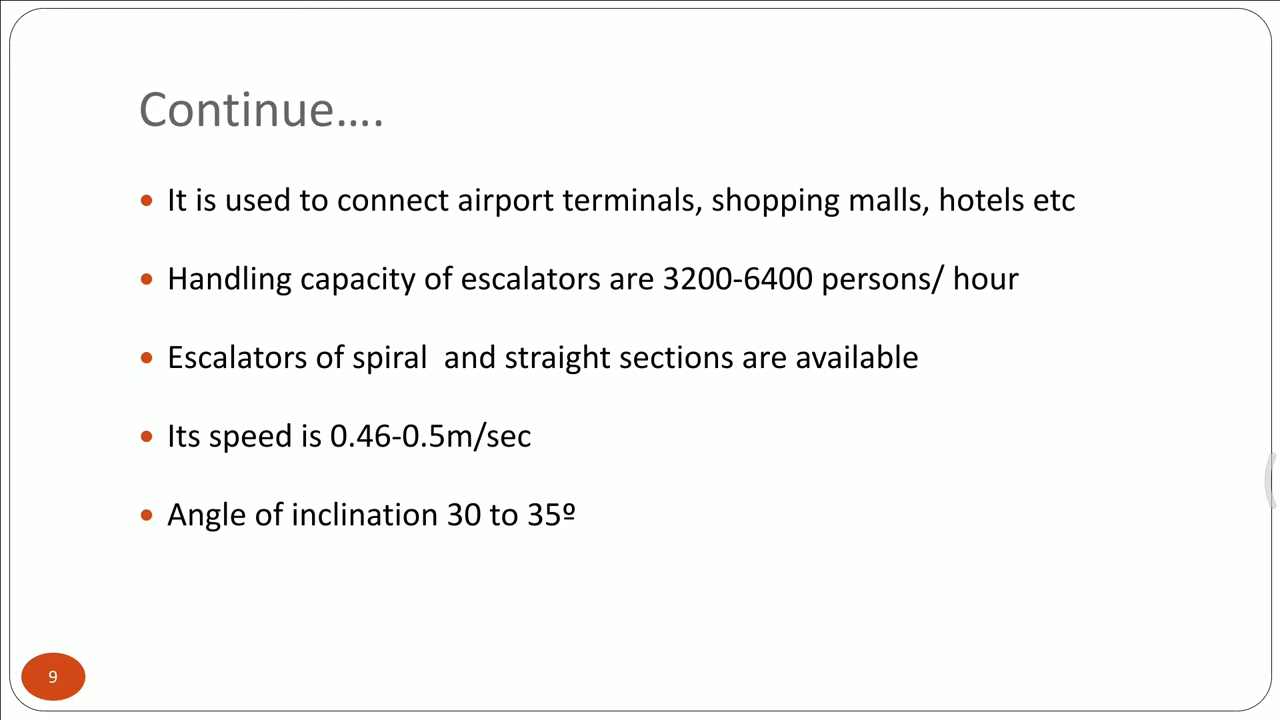 Continue….
• It is used to connect airport terminals, shopping malls, hotels etc
• Handling capacity of escalators are 3200-6400 persons/ hour
• Escalators of spiral  and straight sections are available
• Its speed is 0.46-0.5m/sec
• Angle of inclination 30 to 35º
9